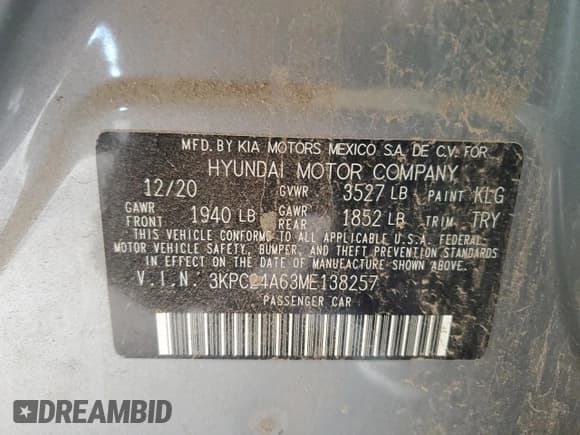 MFD. BY KIA MOTORS MEXICO S.A. DE C.V. FOR
HYUNDAI MOTOR COMPANY
12/20 GVWR 3527 LB PAINT KLG
GAWR FRONT 1940 LB GAWR REAR 1852 LB TRIM TRY
THIS VEHICLE CONFORMS TO ALL APPLICABLE U.S.A. FEDERAL
MOTOR VEHICLE SAFETY, BUMPER, AND THEFT PREVENTION STANDARDS
IN EFFECT ON THE DATE OF MANUFACTURE SHOWN ABOVE.
V.I.N. 3KPC24A63ME138257
PASSENGER CAR
DREAMBID